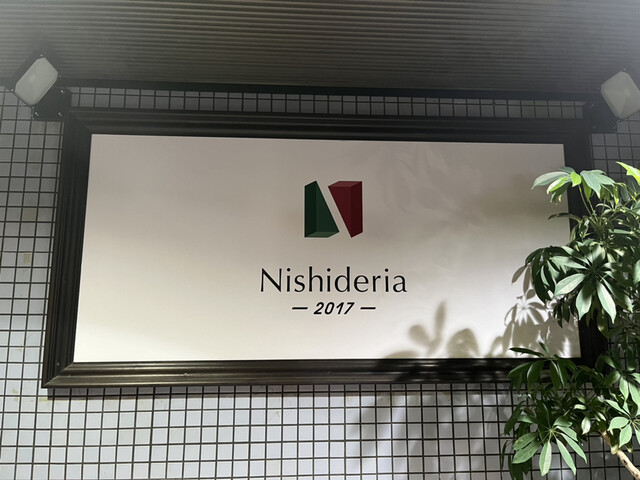 Nishideria
— 2017 —